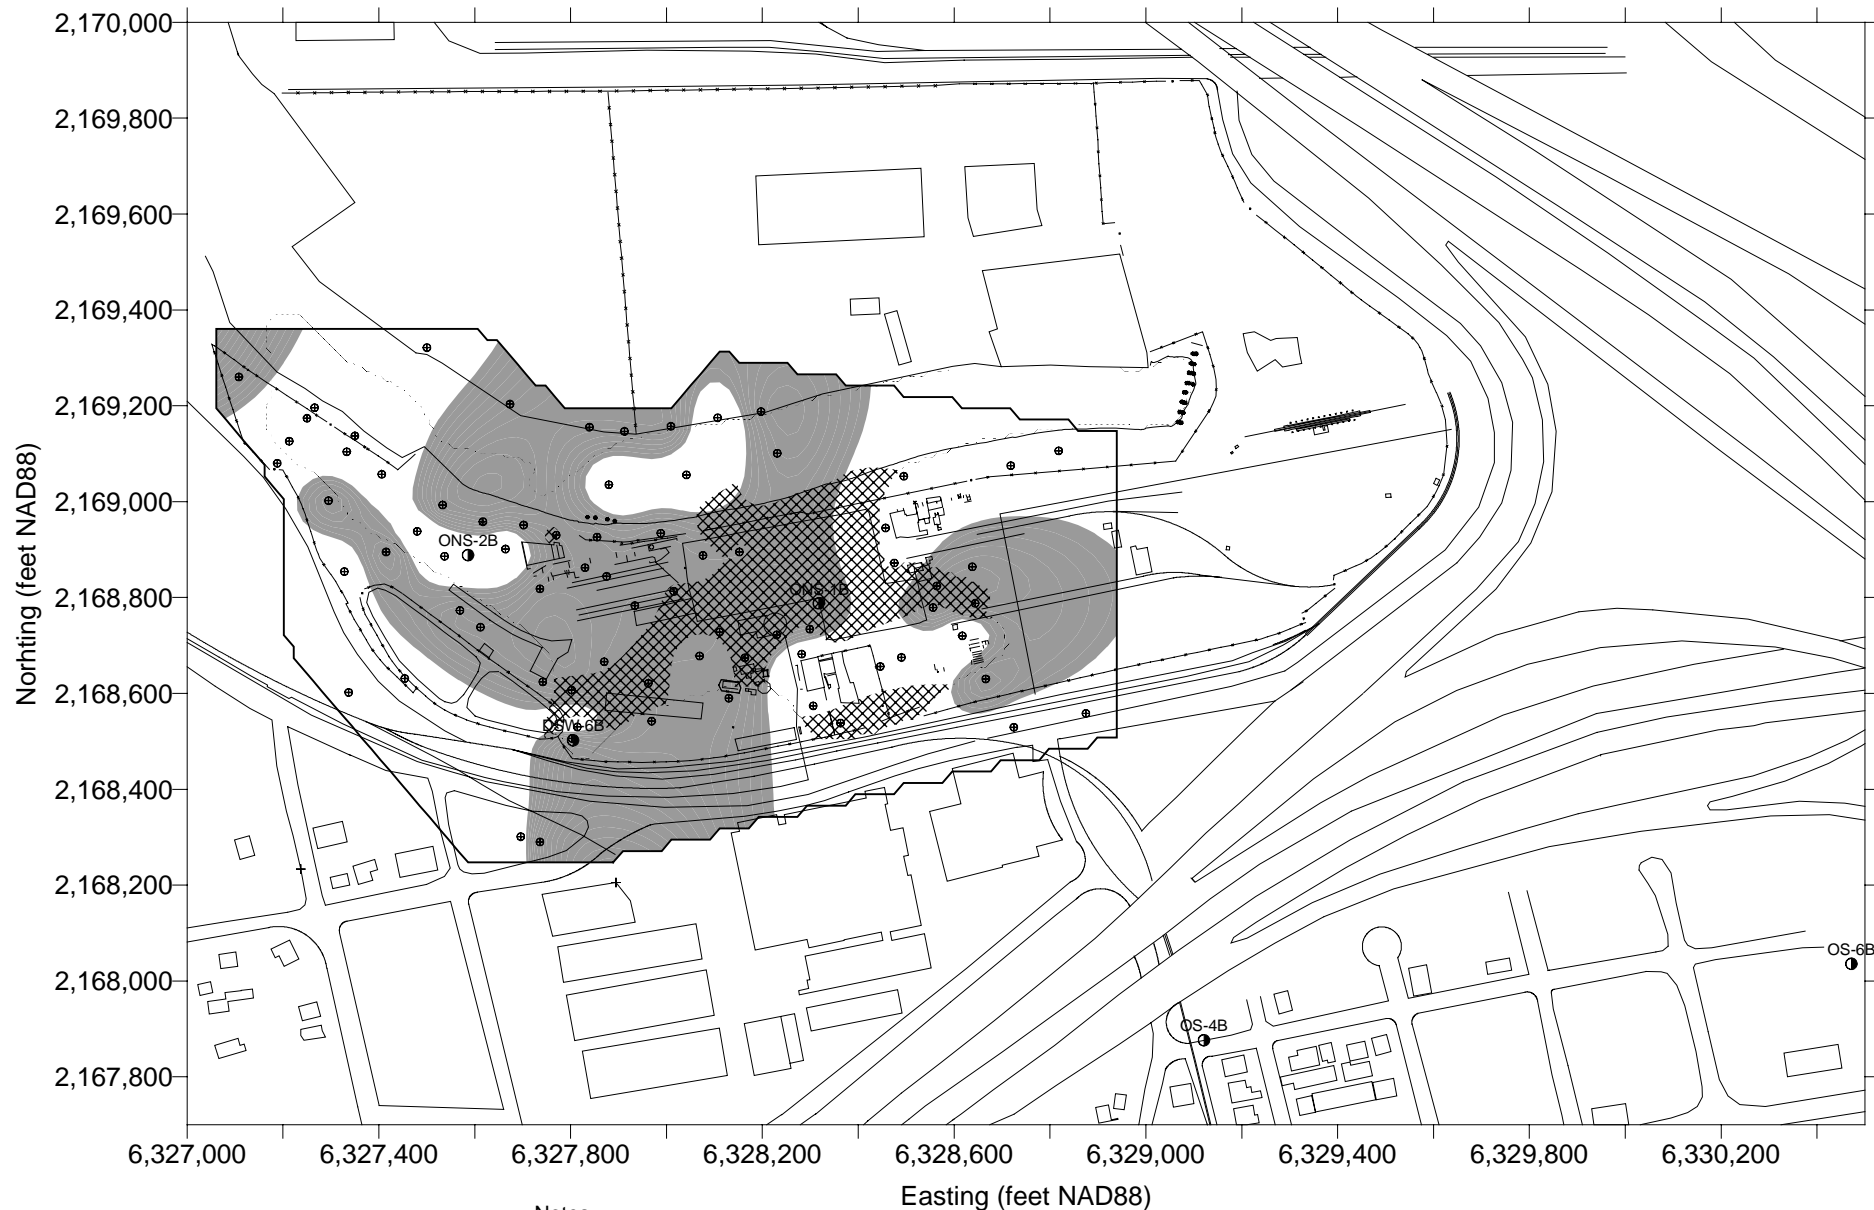 2,170,000
2,169,800
2,169,600
2,169,400
2,169,200
2,169,000
2,168,800
2,168,600
2,168,400
2,168,200
2,168,000
2,167,800
Norhting (feet NAD88)
ONS-2B
ONS-1B
DSW-6B
OS-6B
OS-4B
6,327,000 6,327,400 6,327,800 6,328,200 6,328,600 6,329,000 6,329,400 6,329,800 6,330,200
Easting (feet NAD88)
Notes